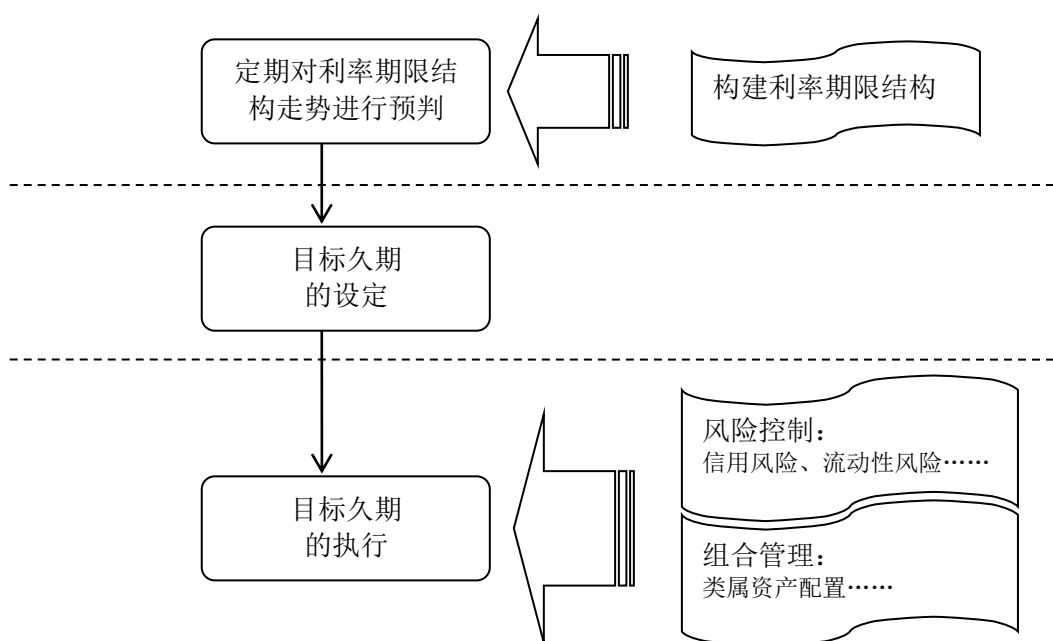 定期对利率期限结
构走势进行预判
构建利率期限结构
目标久期
的设定
风险控制：
信用风险、流动性风险……
目标久期
的执行
组合管理：
类属资产配置……